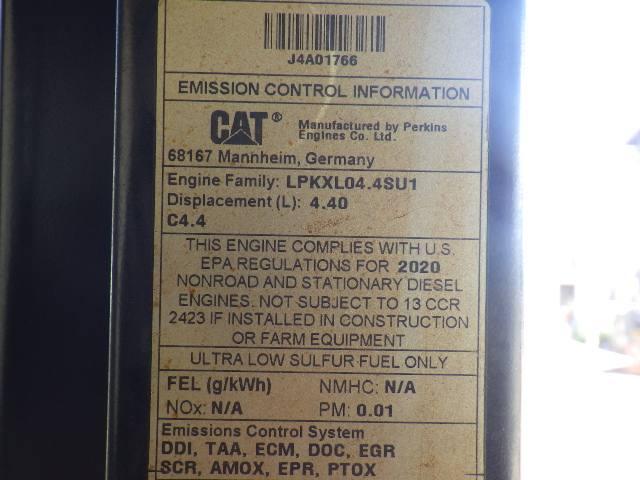 J4A01766
EMISSION CONTROL INFORMATION
CAT® Manufactured by Perkins
Engines Co. Ltd.
68167 Mannheim, Germany
Engine Family: LPKXL04.4SU1
Displacement (L): 4.40
C4.4
THIS ENGINE COMPLIES WITH U.S.
EPA REGULATIONS FOR 2020
NONROAD AND STATIONARY DIESEL
ENGINES. NOT SUBJECT TO 13 CCR
2423 IF INSTALLED IN CONSTRUCTION
OR FARM EQUIPMENT
ULTRA LOW SULFUR FUEL ONLY
FEL (g/kWh) NMHC: N/A
NOx: N/A PM: 0.01
Emissions Control System
DDI, TAA, ECM, DOC, EGR
SCR, AMOX, EPR, PTOX